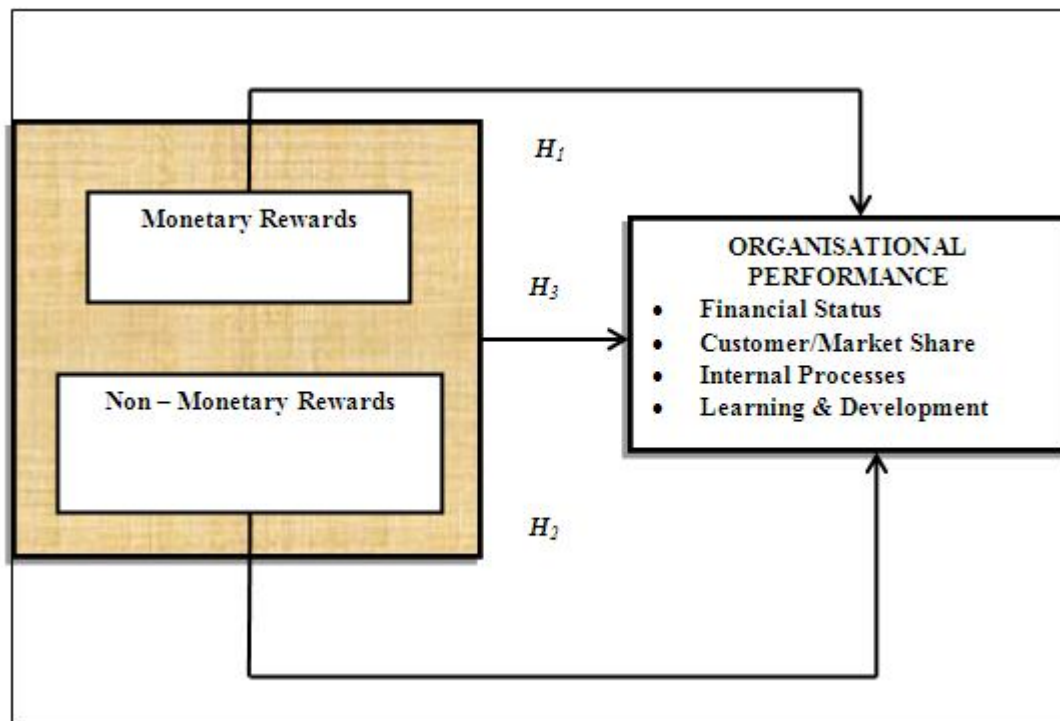 H1
Monetary Rewards
H3
Non – Monetary Rewards
H2
ORGANISATIONAL
PERFORMANCE
• Financial Status
• Customer/Market Share
• Internal Processes
• Learning & Development